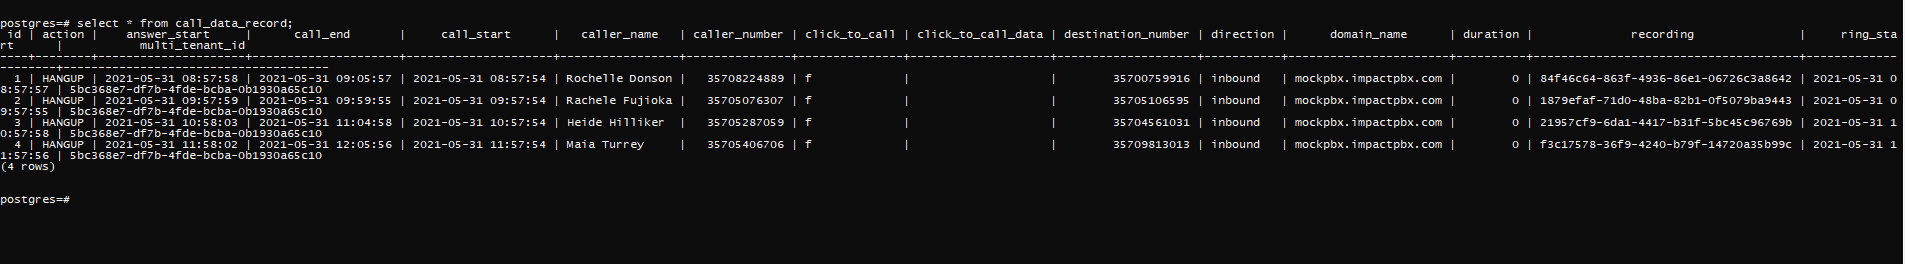 postgres=# select * from call_data_record;
 id | action |    answer_start     |      call_end       |     call_start      |   caller_name   | caller_number | click_to_call | click_to_call_data | destination_number | direction |     domain_name     | duration |              recording               |     ring_sta
rt      |           multi_tenant_id
----+--------+---------------------+---------------------+---------------------+-----------------+---------------+---------------+--------------------+--------------------+-----------+---------------------+----------+--------------------------------------+-------------
--------+--------------------------------------
  1 | HANGUP | 2021-05-31 08:57:58 | 2021-05-31 09:05:57 | 2021-05-31 08:57:54 | Rochelle Donson |   35708224889 | f             |                    |        35700759916 | inbound   | mockpbx.impactpbx.com |        0 | 84f46c64-863f-4936-86e1-06726c3a8642 | 2021-05-31 0
8:57:57 | 5bc368e7-df7b-4fde-bcba-0b1930a65c10
  2 | HANGUP | 2021-05-31 09:57:59 | 2021-05-31 09:59:55 | 2021-05-31 09:57:54 | Rachele Fujioka |   35705076307 | f             |                    |        35705106595 | inbound   | mockpbx.impactpbx.com |        0 | 1879efaf-71d0-48ba-82b1-0f5079ba9443 | 2021-05-31 0
9:57:55 | 5bc368e7-df7b-4fde-bcba-0b1930a65c10
  3 | HANGUP | 2021-05-31 10:58:03 | 2021-05-31 11:04:58 | 2021-05-31 10:57:54 | Heide Hilliker  |   35705287059 | f             |                    |        35704561031 | inbound   | mockpbx.impactpbx.com |        0 | 21957cf9-6da1-4417-b31f-5bc45c96769b | 2021-05-31 1
0:57:58 | 5bc368e7-df7b-4fde-bcba-0b1930a65c10
  4 | HANGUP | 2021-05-31 11:58:02 | 2021-05-31 12:05:56 | 2021-05-31 11:57:54 | Maia Turrey     |   35705406706 | f             |                    |        35709813013 | inbound   | mockpbx.impactpbx.com |        0 | f3c17578-36f9-4240-b79f-14720a35b99c | 2021-05-31 1
1:57:56 | 5bc368e7-df7b-4fde-bcba-0b1930a65c10
(4 rows)
postgres=#